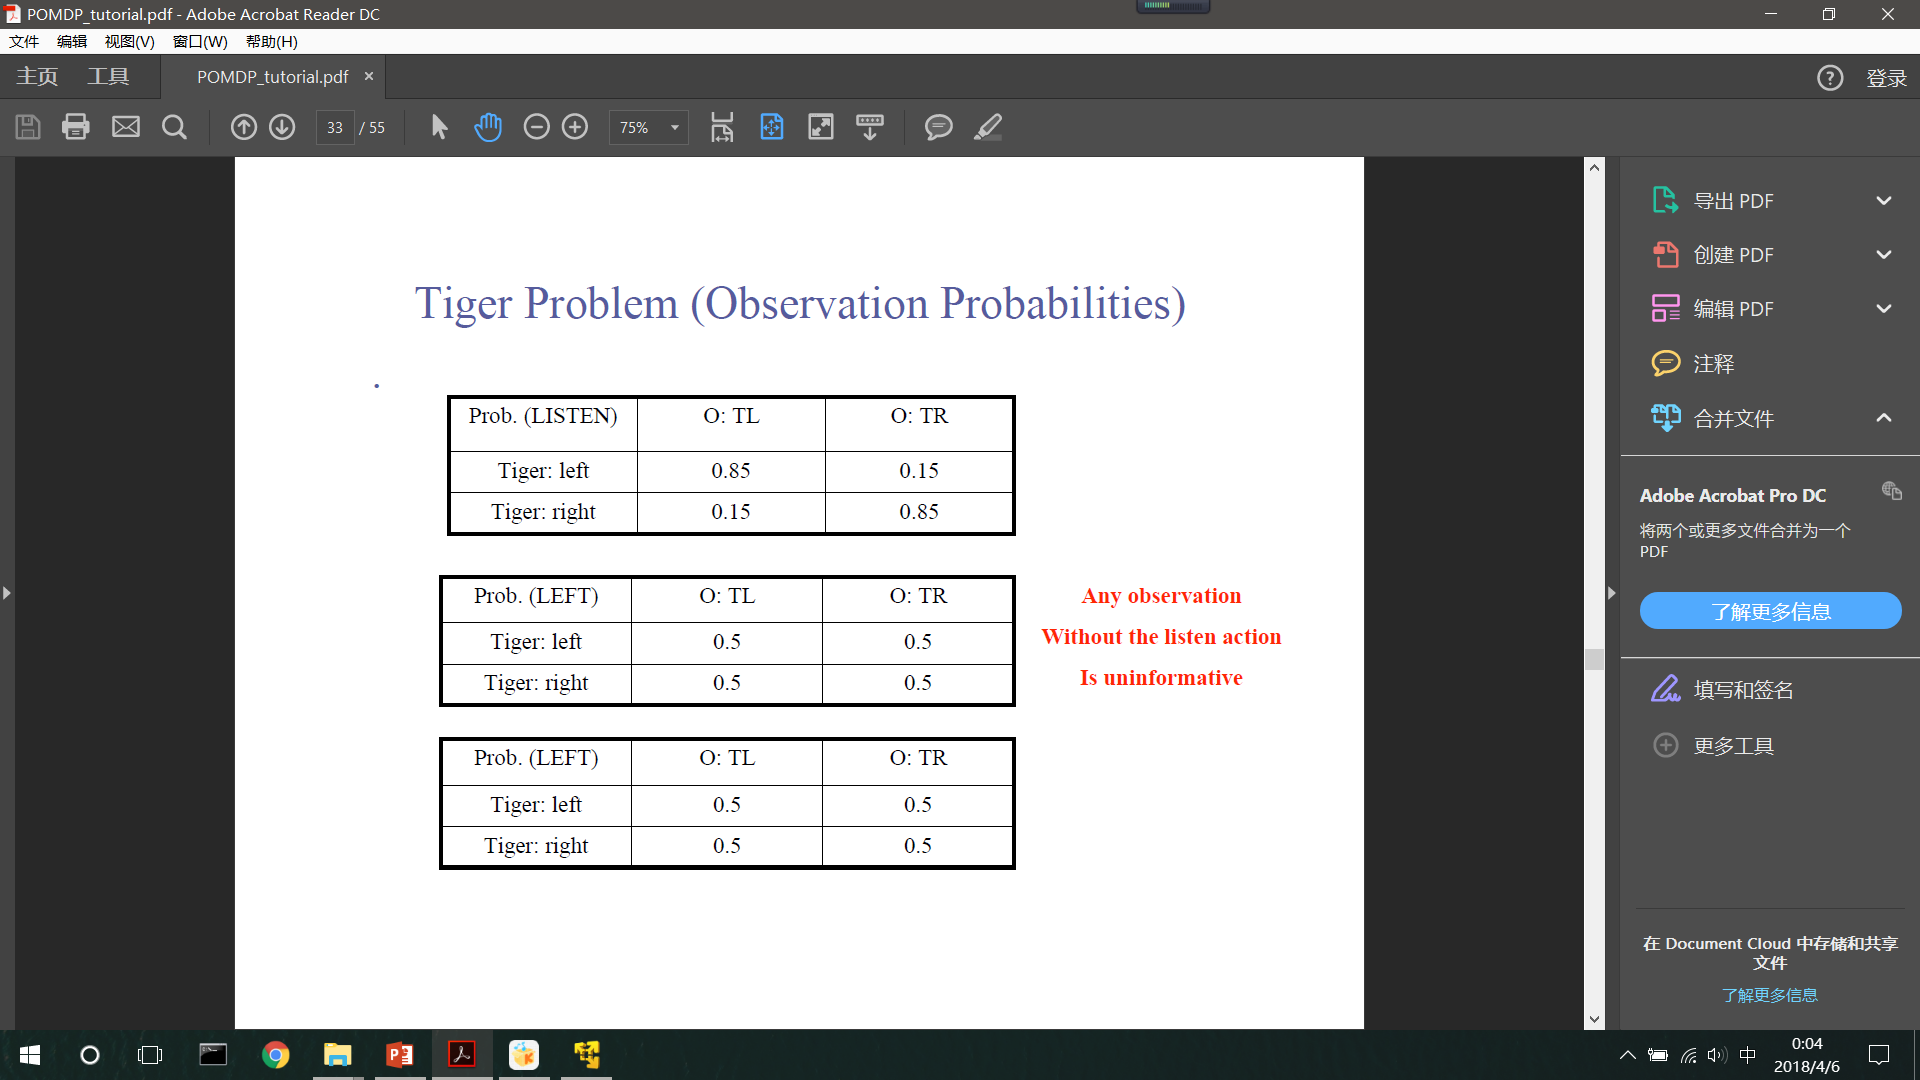 POMDP_tutorial.pdf - Adobe Acrobat Reader DC
文件 编辑 视图(V) 窗口(W) 帮助(H)
主页 工具 POMDP_tutorial.pdf × ? 登录
33 / 55 75%
Tiger Problem (Observation Probabilities)
.
Prob. (LISTEN) O: TL O: TR
Tiger: left 0.85 0.15
Tiger: right 0.15 0.85
Prob. (LEFT) O: TL O: TR
Tiger: left 0.5 0.5
Tiger: right 0.5 0.5
Any observation
Without the listen action
Is uninformative
Prob. (LEFT) O: TL O: TR
Tiger: left 0.5 0.5
Tiger: right 0.5 0.5
导出 PDF
创建 PDF
编辑 PDF
注释
合并文件
Adobe Acrobat Pro DC
将两个或更多文件合并为一个
PDF
了解更多信息
填写和签名
更多工具
在 Document Cloud 中存储和共享
文件
了解更多信息
中 0:04
2018/4/6